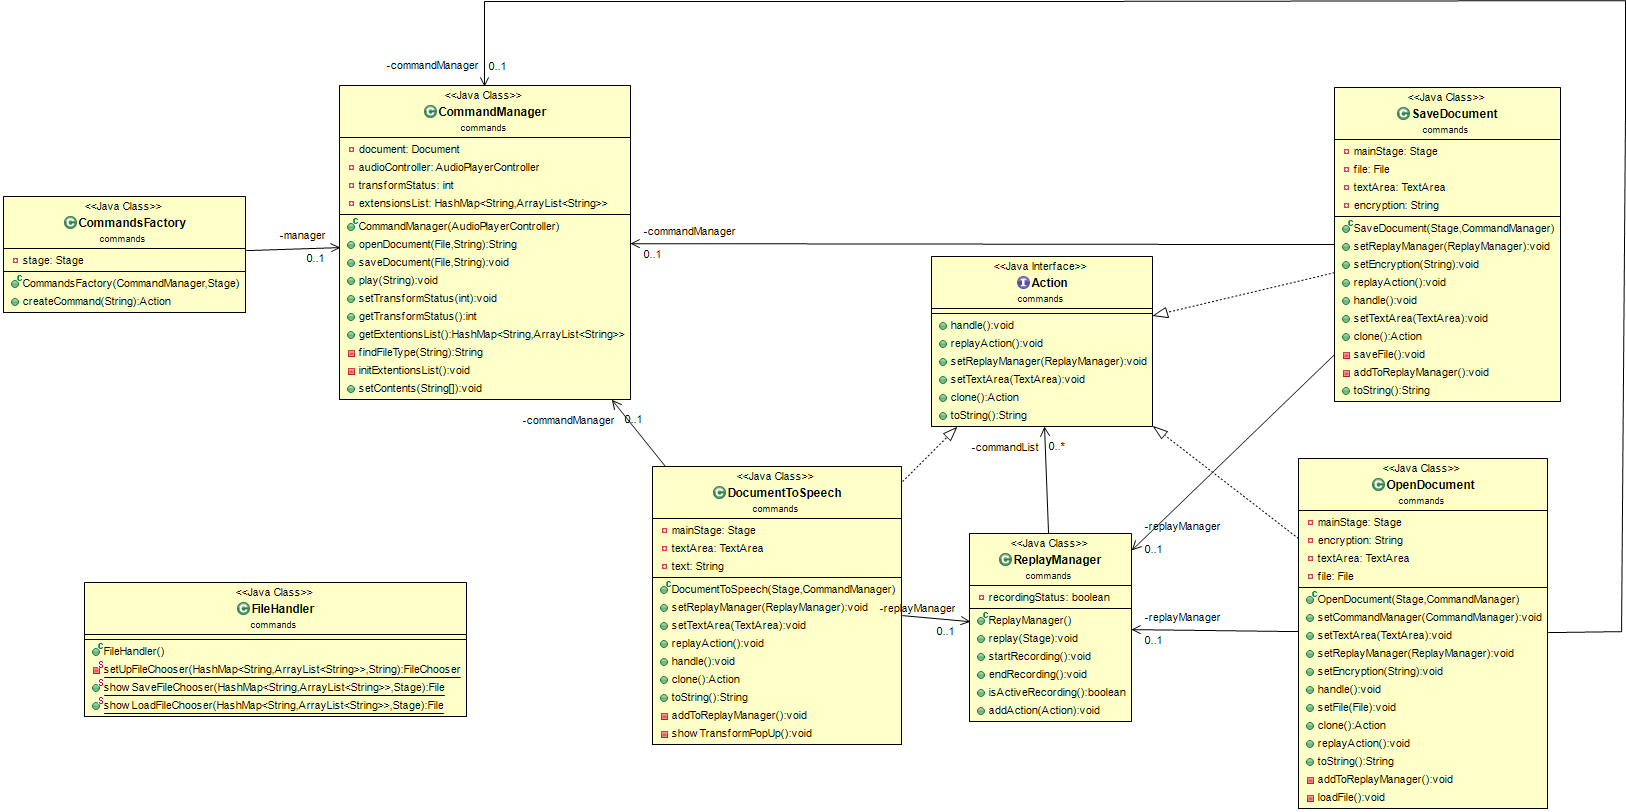 -commandManager
0..1
<<Java Class>>
CommandManager
commands
document: Document
audioController: AudioPlayerController
transformStatus: int
extensionsList: HashMap<String,ArrayList<String>>
CommandManager(AudioPlayerController)
openDocument(File,String):String
saveDocument(File,String):void
play(String):void
setTransformStatus(int):void
getTransformStatus():int
getExtentionsList():HashMap<String,ArrayList<String>>
findFileType(String):String
initExtentionsList():void
setContents(String[]):void
<<Java Class>>
CommandsFactory
commands
stage: Stage
CommandsFactory(CommandManager,Stage)
createCommand(String):Action
-manager
0..1
-commandManager
0..1
<<Java Class>>
SaveDocument
commands
mainStage: Stage
file: File
textArea: TextArea
encryption: String
SaveDocument(Stage,CommandManager)
setReplayManager(ReplayManager):void
setEncryption(String):void
replayAction():void
handle():void
setTextArea(TextArea):void
clone():Action
saveFile():void
addToReplayManager():void
toString():String
<<Java Interface>>
Action
commands
handle():void
replayAction():void
setReplayManager(ReplayManager):void
setTextArea(TextArea):void
clone():Action
toString():String
-commandManager
0..1
-commandList
0..*
<<Java Class>>
DocumentToSpeech
commands
mainStage: Stage
textArea: TextArea
text: String
DocumentToSpeech(Stage,CommandManager)
setReplayManager(ReplayManager):void
setTextArea(TextArea):void
replayAction():void
handle():void
clone():Action
toString():String
addToReplayManager():void
show TransformPopUp():void
-replayManager
0..1
<<Java Class>>
ReplayManager
commands
recordingStatus: boolean
ReplayManager()
replay(Stage):void
startRecording():void
endRecording():void
isActiveRecording():boolean
addAction(Action):void
-replayManager
0..1
-replayManager
0..1
<<Java Class>>
OpenDocument
commands
mainStage: Stage
encryption: String
textArea: TextArea
file: File
OpenDocument(Stage,CommandManager)
setCommandManager(CommandManager):void
setTextArea(TextArea):void
setReplayManager(ReplayManager):void
setEncryption(String):void
handle():void
setFile(File):void
clone():Action
replayAction():void
toString():String
addToReplayManager():void
loadFile():void
<<Java Class>>
FileHandler
commands
FileHandler()
setUpFileChooser(HashMap<String,ArrayList<String>>,String):FileChooser
show SaveFileChooser(HashMap<String,ArrayList<String>>,Stage):File
show LoadFileChooser(HashMap<String,ArrayList<String>>,Stage):File